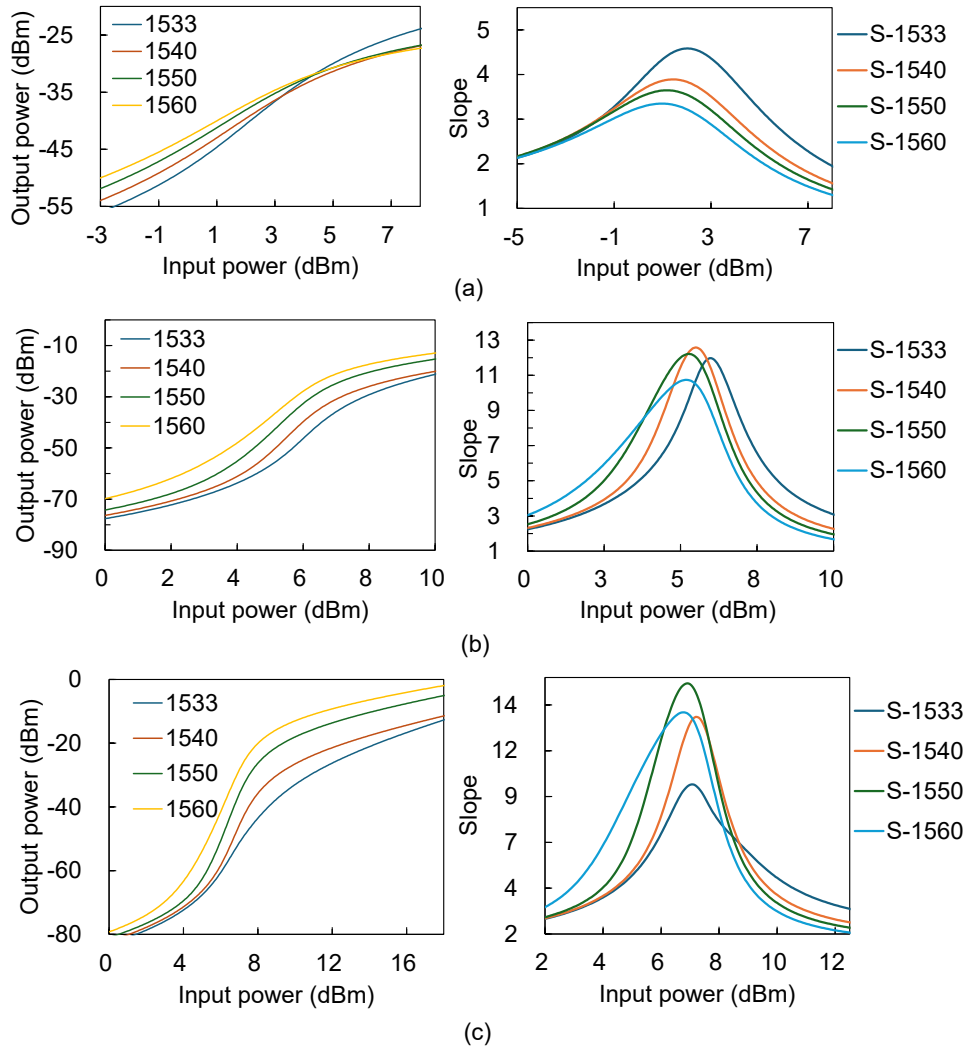 Output power (dBm)
-25
-35
-45
-55
1533
1540
1550
1560
-3
-1
1
3
5
7
Input power (dBm)
Slope
5
4
3
2
1
-5
-1
3
7
Input power (dBm)
S-1533
S-1540
S-1550
S-1560
(a)
Output power (dBm)
-10
-30
-50
-70
-90
1533
1540
1550
1560
0
2
4
6
8
10
Input power (dBm)
Slope
13
11
9
7
5
3
1
0
3
5
8
10
Input power (dBm)
S-1533
S-1540
S-1550
S-1560
(b)
Output power (dBm)
0
-20
-40
-60
-80
1533
1540
1550
1560
0
4
8
12
16
Input power (dBm)
Slope
14
12
9
7
4
2
2
4
6
8
10
12
Input power (dBm)
S-1533
S-1540
S-1550
S-1560
(c)